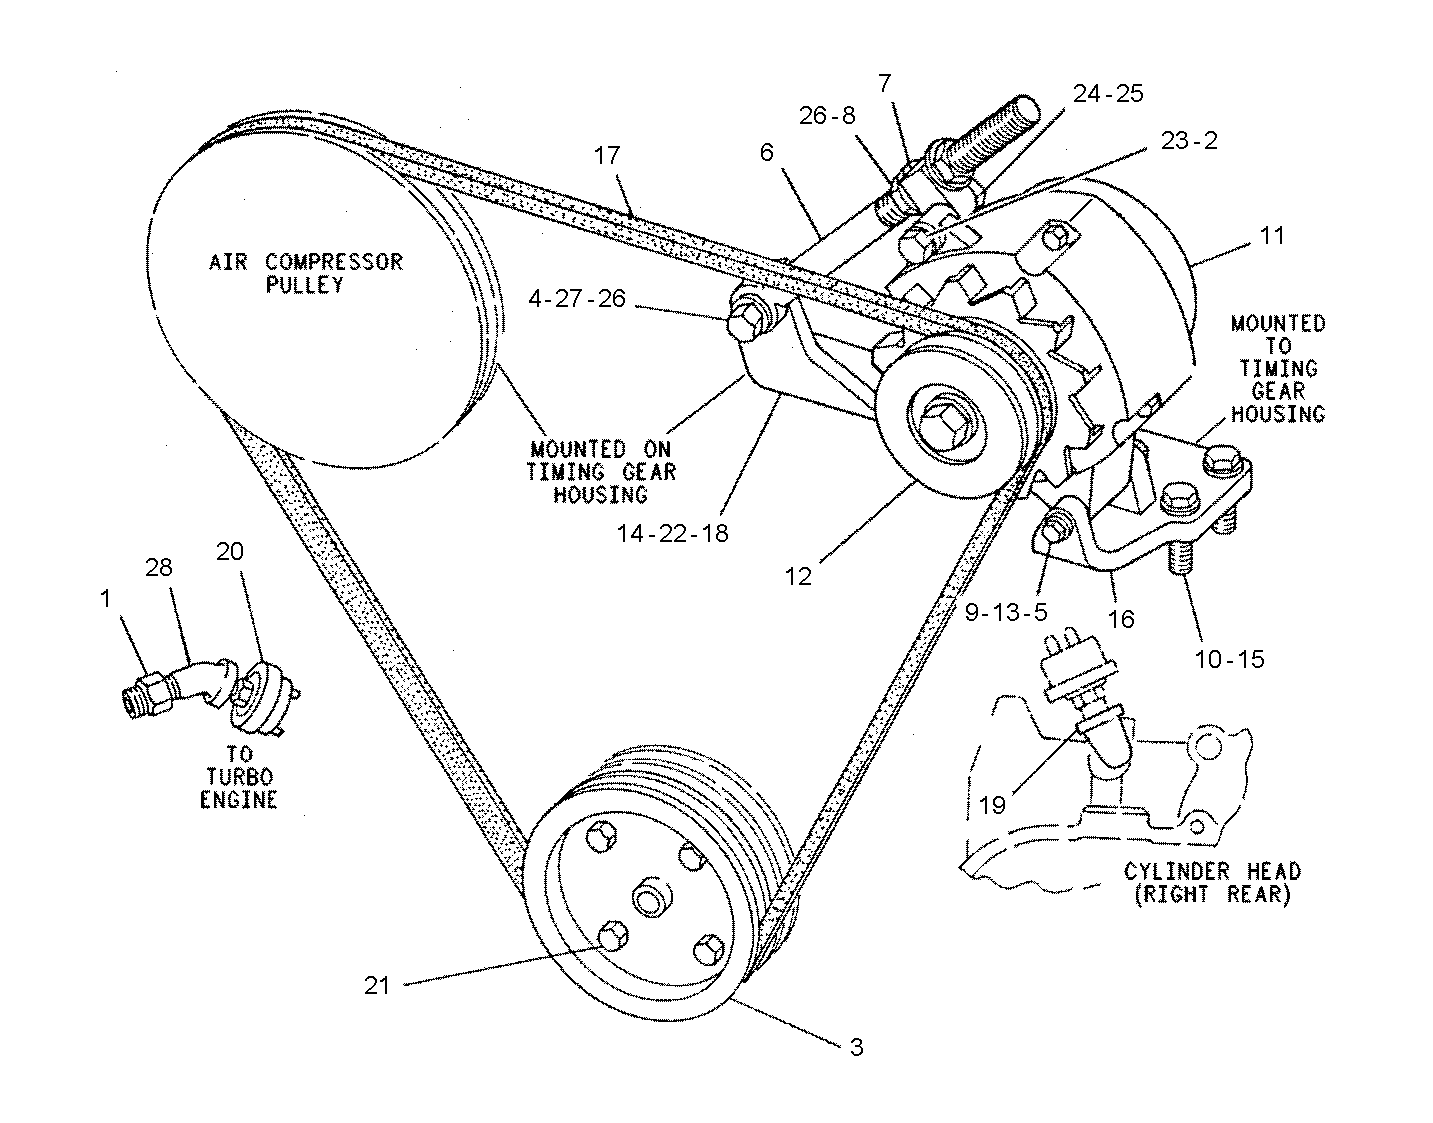 7
24-25
26-8
23-2
6
17
11
AIR COMPRESSOR
PULLEY
4-27-26
MOUNTED
TO
TIMING
GEAR
HOUSING
MOUNTED ON
TIMING GEAR
HOUSING
14-22-18
12
20
28
1
9-13-5
16
10-15
TO
TURBO
ENGINE
19
CYLINDER HEAD
(RIGHT REAR)
21
3